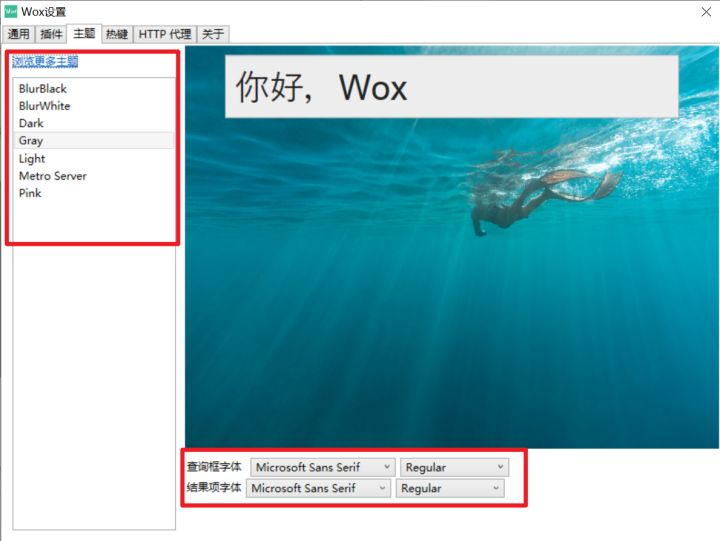 Wox
Wox设置
通用 插件 主题 热键 HTTP 代理 关于
浏览更多主题
BlurBlack
BlurWhite
Dark
Gray
Light
Metro Server
Pink
你好，Wox
查询框字体 Microsoft Sans Serif Regular
结果项字体 Microsoft Sans Serif Regular